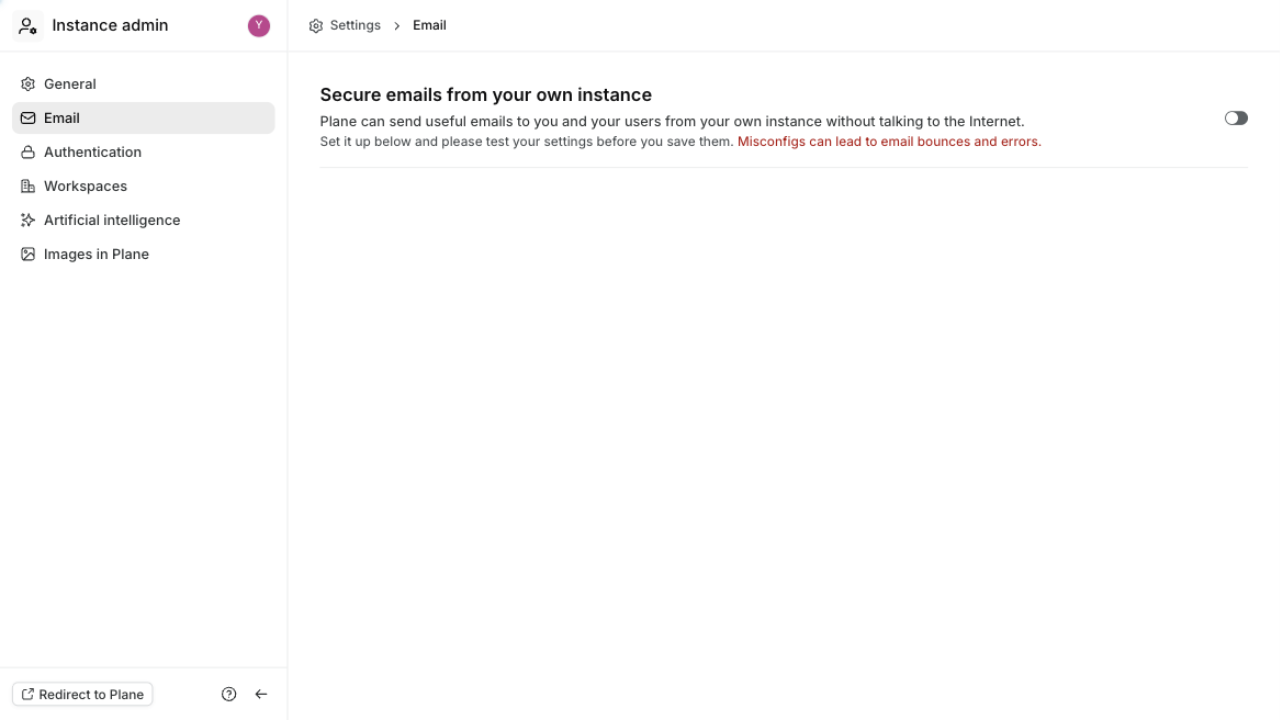 Instance admin
Y
Settings
Email
General
Email
Authentication
Workspaces
Artificial intelligence
Images in Plane
Secure emails from your own instance
Plane can send useful emails to you and your users from your own instance without talking to the Internet.
Set it up below and please test your settings before you save them. Misconfigs can lead to email bounces and errors.
Redirect to Plane